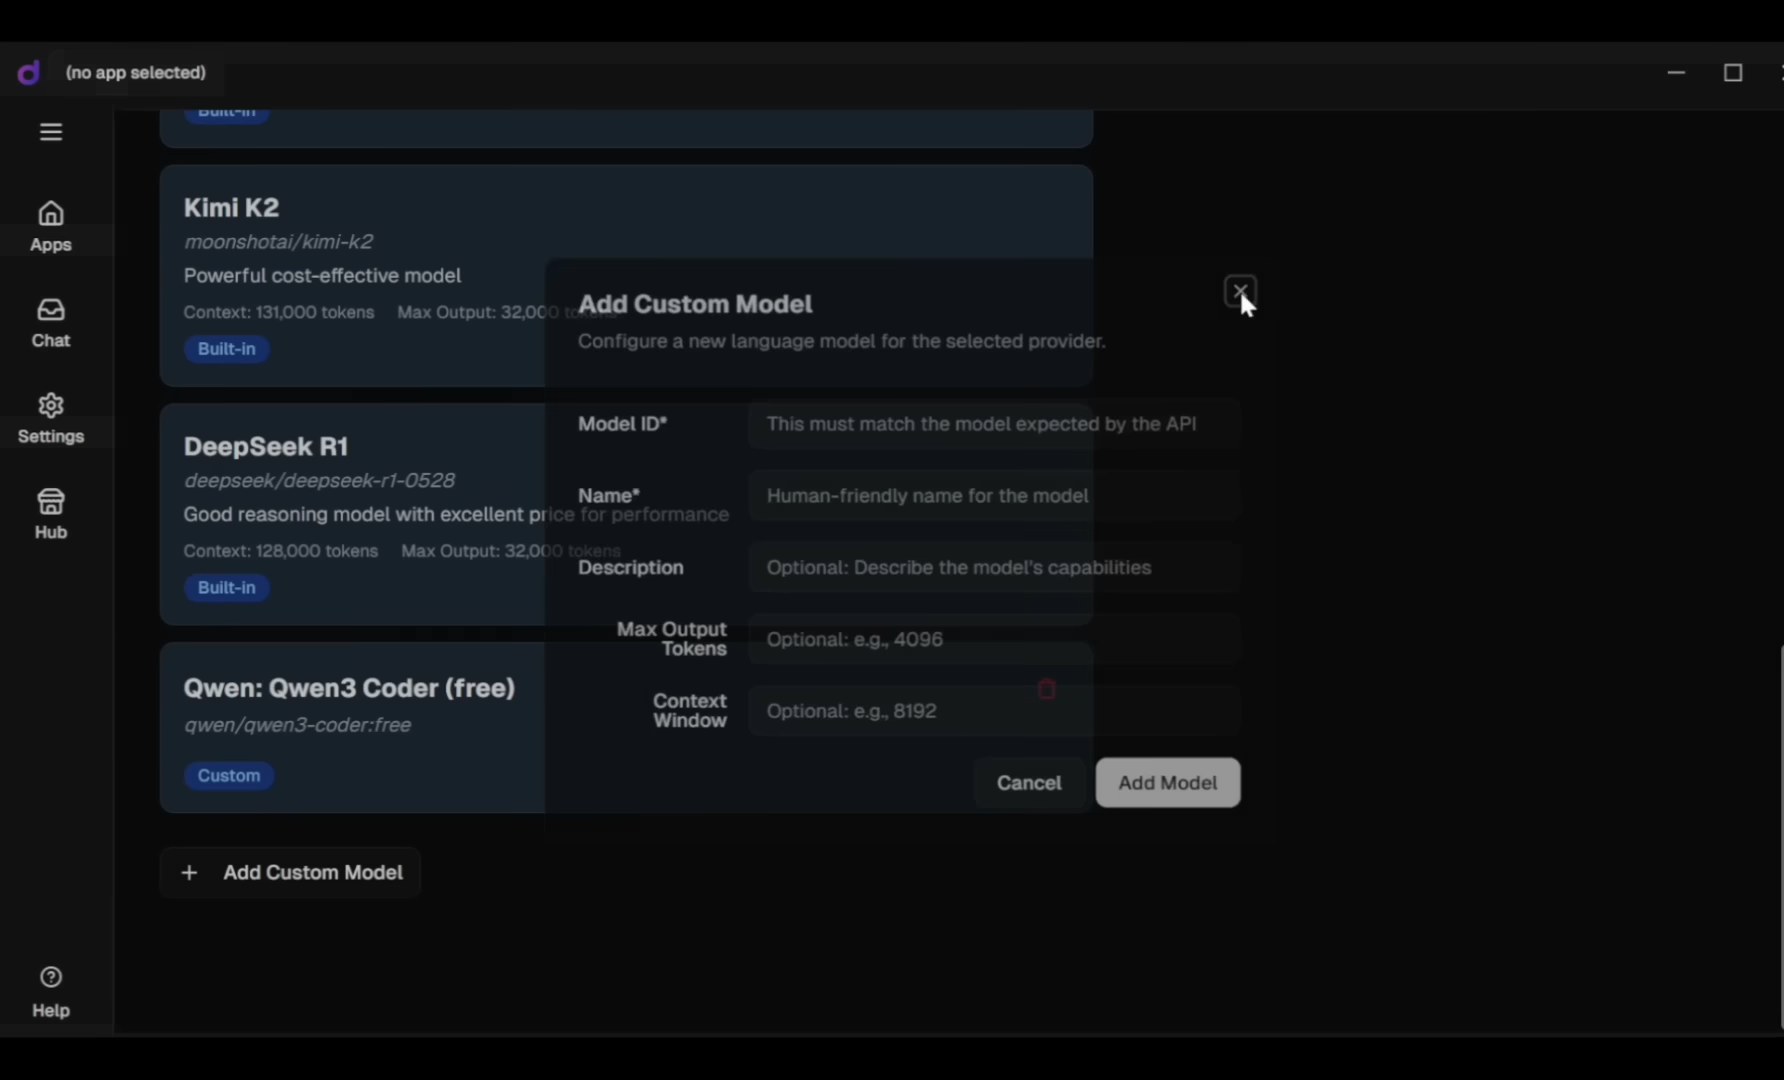 (no app selected)
Apps
Chat
Settings
Hub
Help
Built-in
Kimi K2
moonshotai/kimi-k2
Powerful cost-effective model
Context: 131,000 tokens Max Output: 32,000 tokens
Built-in
DeepSeek R1
deepseek/deepseek-r1-0528
Good reasoning model with excellent price for performance
Context: 128,000 tokens Max Output: 32,000 tokens
Built-in
Qwen: Qwen3 Coder (free)
qwen/qwen3-coder:free
Custom
+ Add Custom Model
Add Custom Model
Configure a new language model for the selected provider.
Model ID* This must match the model expected by the API
Name* Human-friendly name for the model
Description Optional: Describe the model's capabilities
Max Output
Tokens
Optional: e.g., 4096
Context
Window
Optional: e.g., 8192
Cancel Add Model